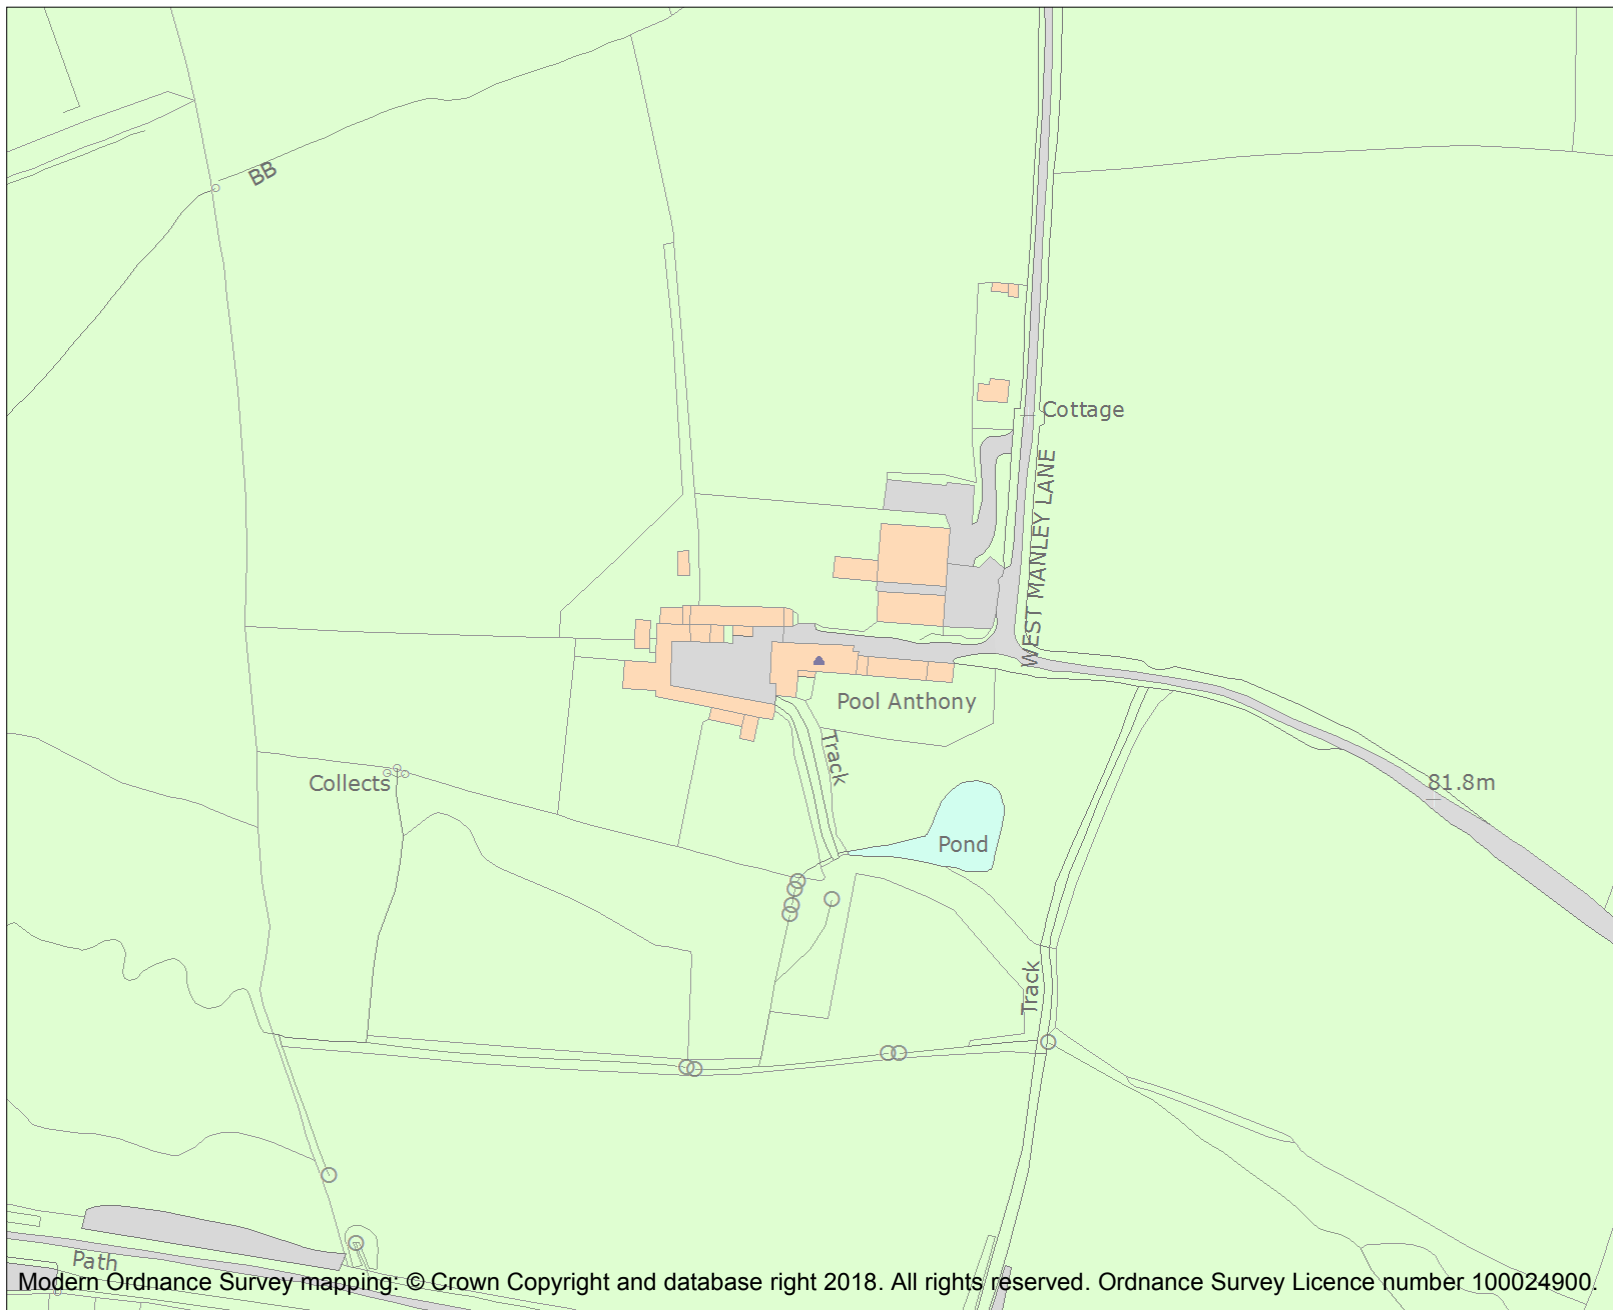 BB
Cottage
WEST MANLEY LANE
Pool Anthony
Track
Collects
81.8m
Pond
Track
Path
Modern Ordnance Survey mapping: © Crown Copyright and database right 2018. All rights reserved. Ordnance Survey Licence number 100024900.